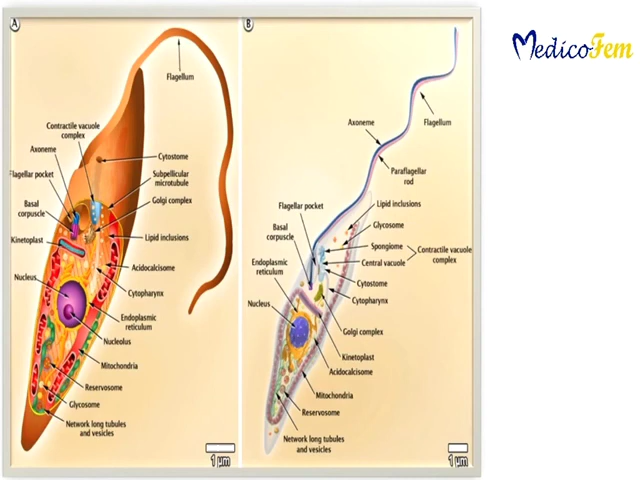 A
Flagellum
Contractile vacuole
complex
Axoneme
Cytostome
Flagellar pocket
Subpellicular
microtubule
Basal
corpuscle
Golgi complex
Kinetoplast
Lipid inclusions
Acidocalcisome
Nucleus
Cytopharynx
Endoplasmic
reticulum
Nucleolus
Mitochondria
Reservosome
Glycosome
Network long tubules
and vesicles
1 µm
B
Axoneme
Flagellum
Paraflagellar
rod
Flagellar pocket
Lipid inclusions
Glycosome
Basal
corpuscle
Spongiome
Contractile vacuole
complex
Central vacuole
Endoplasmic
reticulum
Cytostome
Cytopharynx
Nucleus
Golgi complex
Kinetoplast
Acidocalcisome
Mitochondria
Reservosome
Network long tubules
and vesicles
1 µm
MedicoFem